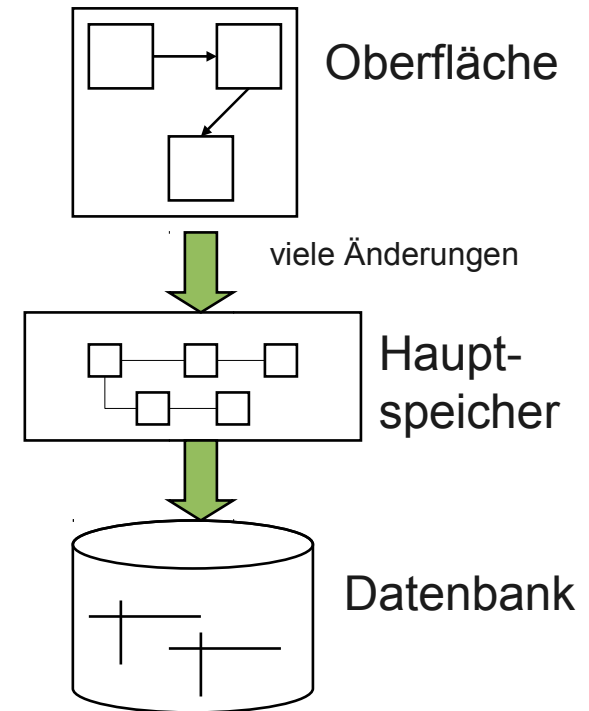 Oberfläche
viele Änderungen
Haupt-
speicher
Datenbank